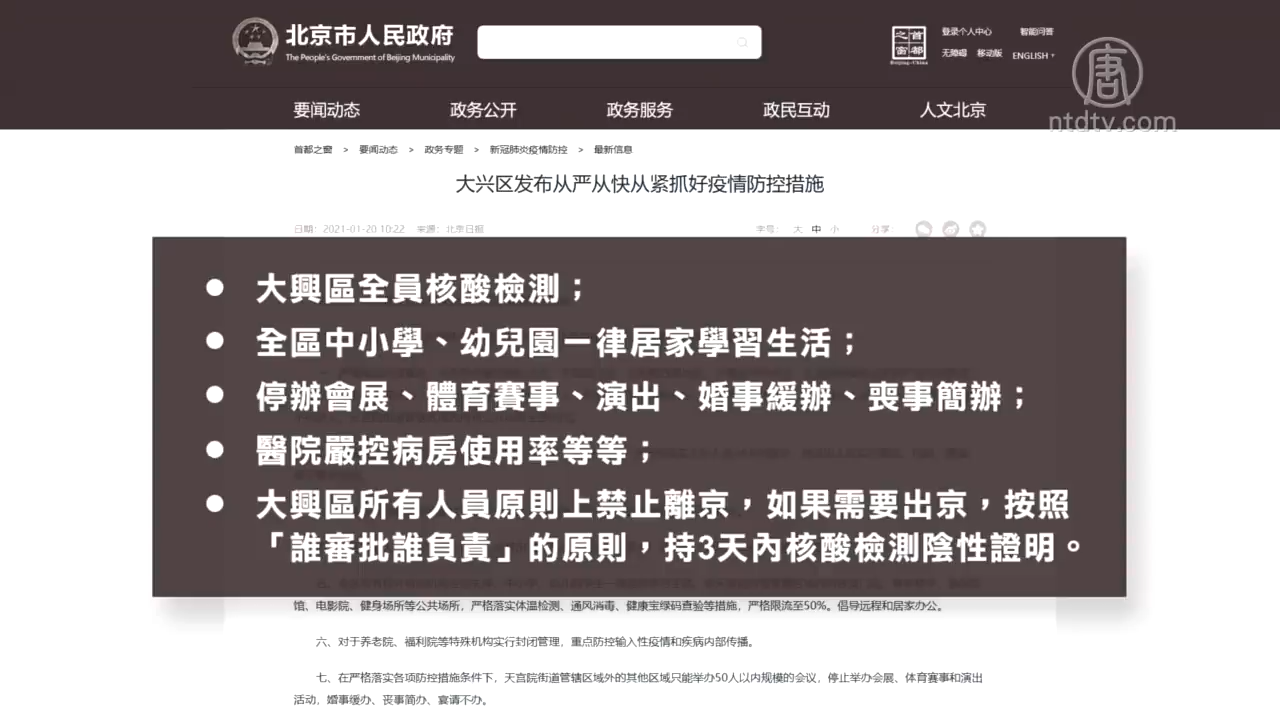 北京市人民政府
The People's Government of Beijing Municipality
首都之窗
Beijing-China
登录个人中心 智能问答
无障碍 移动版 ENGLISH
唐
ntdtv.com
要闻动态 政务公开 政务服务 政民互动 人文北京
首都之窗 > 要闻动态 > 政务专题 > 新冠肺炎疫情防控 > 最新信息
大兴区发布从严从快从紧抓好疫情防控措施
日期：2021-01-20 10:22 来源：北京日报 字号： 大 中 小 分享：
● 大興區全員核酸檢測；
● 全區中小學、幼兒園一律居家學習生活；
● 停辦會展、體育賽事、演出、婚事緩辦、喪事簡辦；
● 醫院嚴控病房使用率等等；
● 大興區所有人員原則上禁止離京，如果需要出京，按照
「誰審批誰負責」的原則，持3天內核酸檢測陰性證明。
馆、电影院、健身场所等公共场所，严格落实体温检测、通风消毒、健康宝绿码查验等措施，严格限流至50%。倡导远程和居家办公。
六、对于养老院、福利院等特殊机构实行封闭管理，重点防控输入性疫情和疾病内部传播。
七、在严格落实各项防控措施条件下，天宫院街道管辖区域外的其他区域只能举办50人以内规模的会议，停止举办会展、体育赛事和演出
活动，婚事缓办、丧事简办、宴请不办。